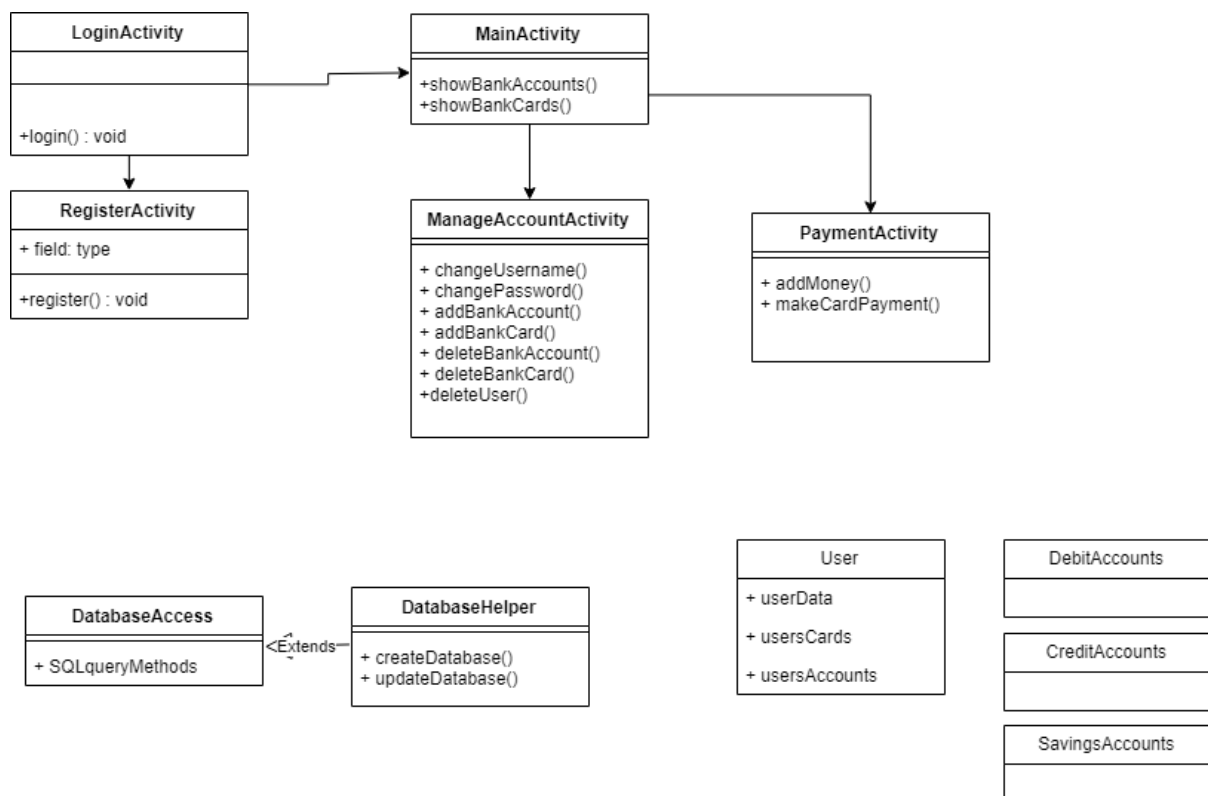 LoginActivity
+login() : void
RegisterActivity
+ field: type
+register() : void
MainActivity
+showBankAccounts()
+showBankCards()
ManageAccountActivity
+ changeUsername()
+ changePassword()
+ addBankAccount()
+ addBankCard()
+ deleteBankAccount()
+ deleteBankCard()
+deleteUser()
PaymentActivity
+ addMoney()
+ makeCardPayment()
DatabaseAccess
+ SQLqueryMethods
Extends
DatabaseHelper
+ createDatabase()
+ updateDatabase()
User
+ userData
+ usersCards
+ usersAccounts
DebitAccounts
CreditAccounts
SavingsAccounts